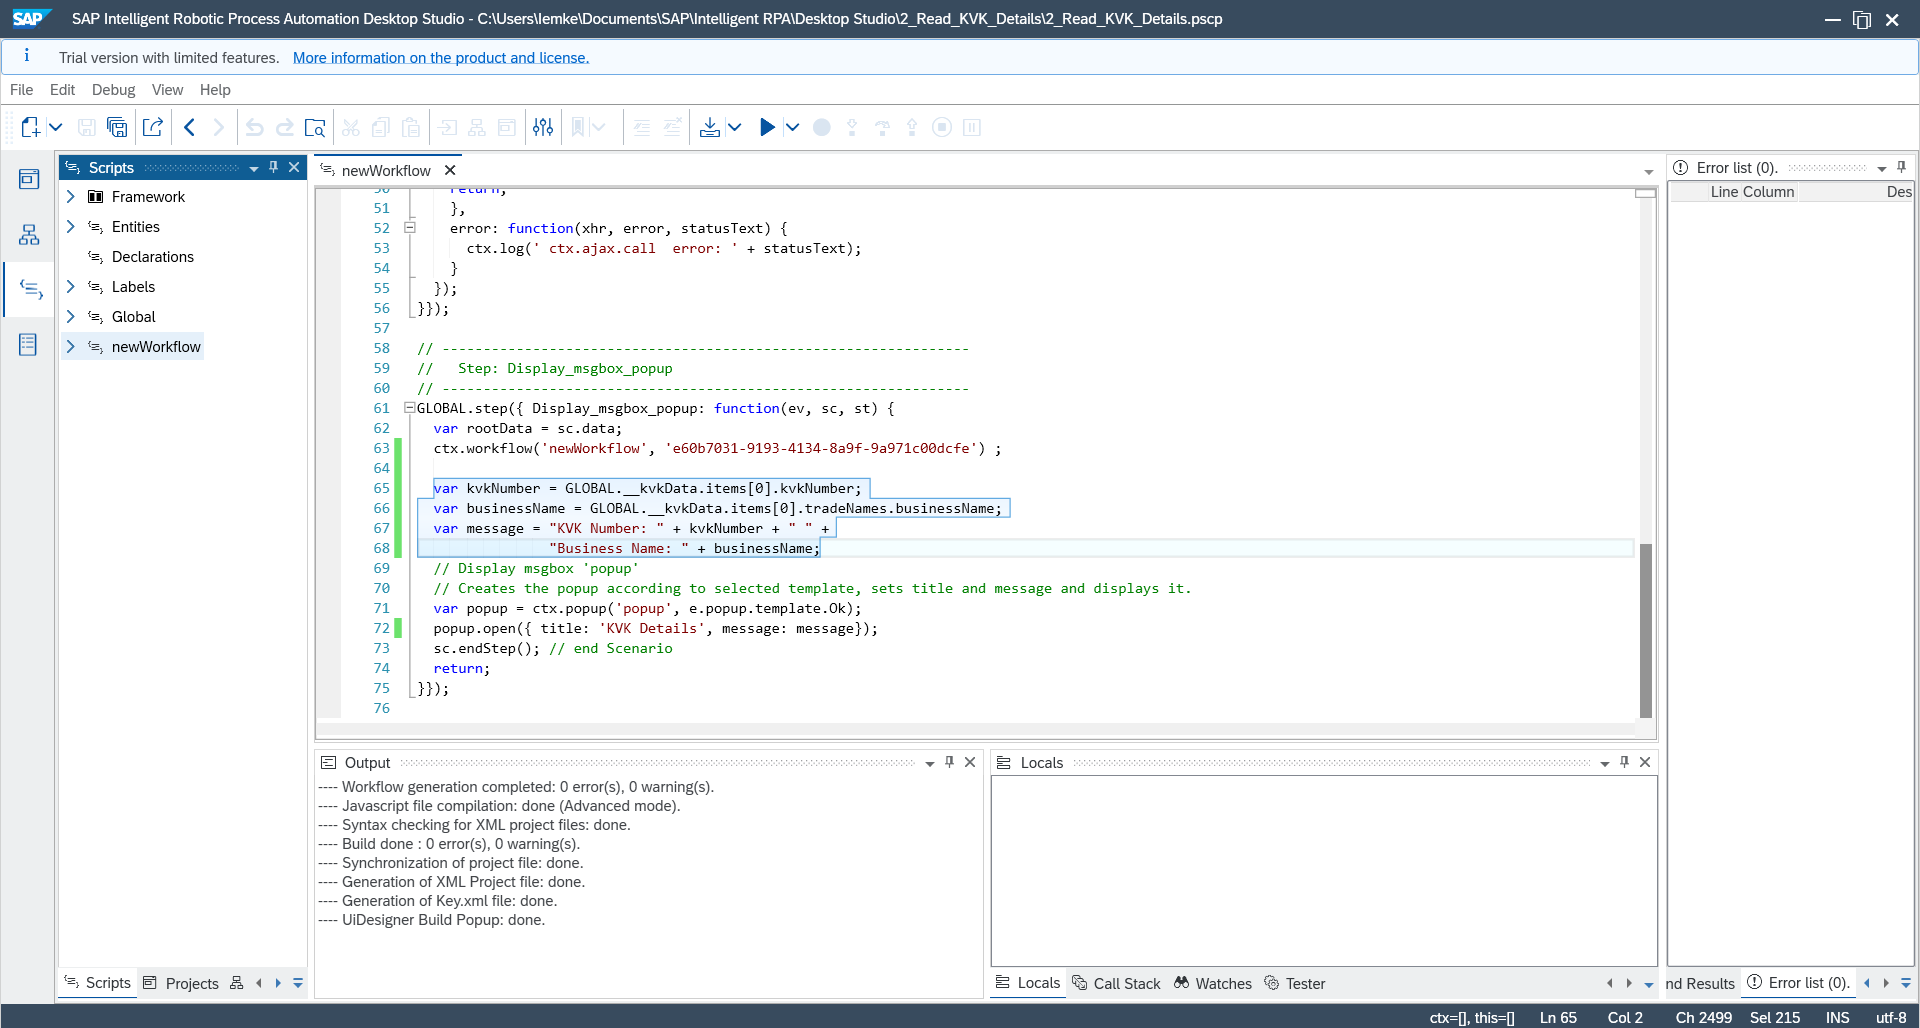 SAP SAP Intelligent Robotic Process Automation Desktop Studio - C:\Users\lemke\Documents\SAP\Intelligent RPA\Desktop Studio\2_Read_KVK_Details\2_Read_KVK_Details.pscp
i Trial version with limited features. More information on the product and license.
File Edit Debug View Help
Scripts
Framework
Entities
Declarations
Labels
Global
newWorkflow
newWorkflow
50 return;
51 },
52 error: function(xhr, error, statusText) {
53 ctx.log(' ctx.ajax.call  error: ' + statusText);
54 }
55 });
56 }});
57
58 // ----------------------------------------------------------------
59 //   Step: Display_msgbox_popup
60 // ----------------------------------------------------------------
61 GLOBAL.step({ Display_msgbox_popup: function(ev, sc, st) {
62 var rootData = sc.data;
63 ctx.workflow('newWorkflow', 'e60b7031-9193-4134-8a9f-9a971c00dcfe') ;
64
65 var kvkNumber = GLOBAL.__kvkData.items[0].kvkNumber;
66 var businessName = GLOBAL.__kvkData.items[0].tradeNames.businessName;
67 var message = "KVK Number: " + kvkNumber + " " +
68 "Business Name: " + businessName;
69 // Display msgbox 'popup'
70 // Creates the popup according to selected template, sets title and message and displays it.
71 var popup = ctx.popup('popup', e.popup.template.Ok);
72 popup.open({ title: 'KVK Details', message: message});
73 sc.endStep(); // end Scenario
74 return;
75 }});
76
Error list (0).
Line Column Des
Output
---- Workflow generation completed: 0 error(s), 0 warning(s).
---- Javascript file compilation: done (Advanced mode).
---- Syntax checking for XML project files: done.
---- Build done : 0 error(s), 0 warning(s).
---- Synchronization of project file: done.
---- Generation of XML Project file: done.
---- Generation of Key.xml file: done.
---- UiDesigner Build Popup: done.
Locals
Scripts Projects
Locals Call Stack Watches Tester
nd Results Error list (0).
ctx=[], this=[] Ln 65 Col 2 Ch 2499 Sel 215 INS utf-8